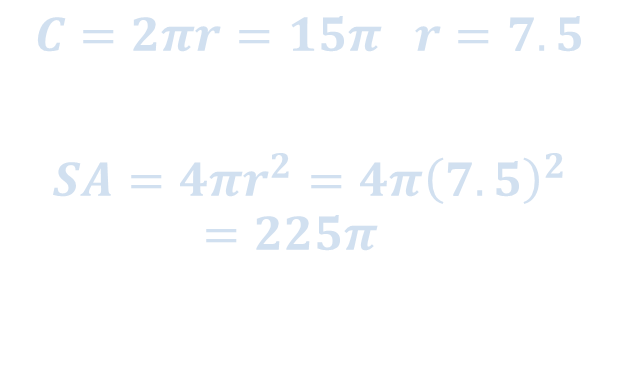 C = 2πr = 15π r = 7.5
SA = 4πr² = 4π(7.5)²
= 225π